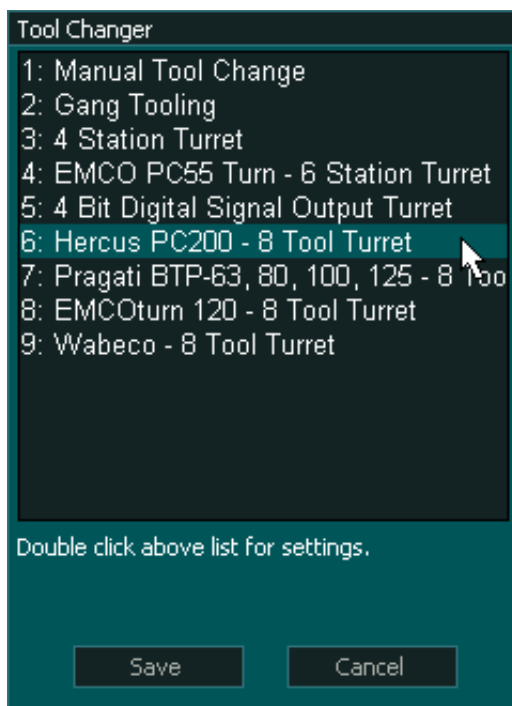 Tool Changer
1: Manual Tool Change
2: Gang Tooling
3: 4 Station Turret
4: EMCO PC55 Turn - 6 Station Turret
5: 4 Bit Digital Signal Output Turret
6: Hercus PC200 - 8 Tool Turret
7: Pragati BTP-63, 80, 100, 125 - 8 Too
8: EMCOturn 120 - 8 Tool Turret
9: Wabeco - 8 Tool Turret
Double click above list for settings.
Save Cancel